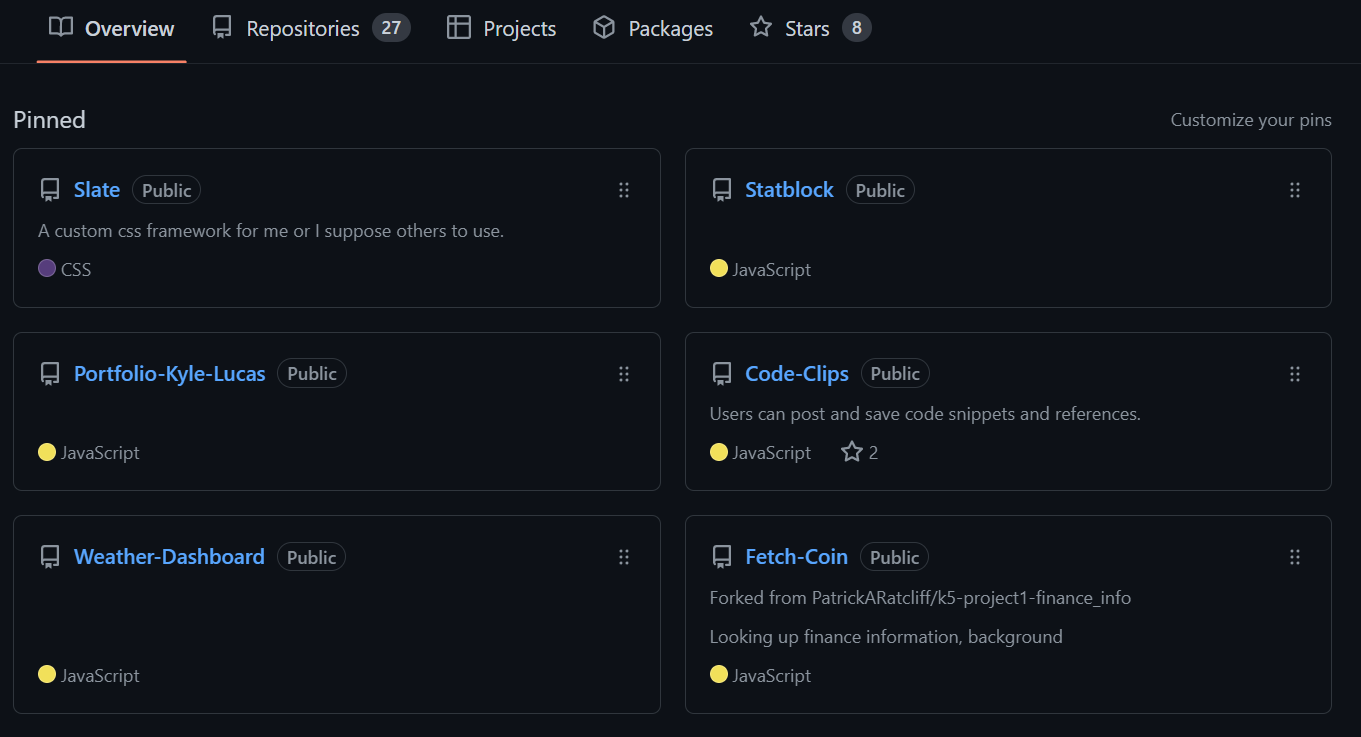 Overview Repositories 27 Projects Packages Stars 8
Pinned Customize your pins
Slate Public
A custom css framework for me or I suppose others to use.
CSS
Statblock Public
JavaScript
Portfolio-Kyle-Lucas Public
JavaScript
Code-Clips Public
Users can post and save code snippets and references.
JavaScript 2
Weather-Dashboard Public
JavaScript
Fetch-Coin Public
Forked from PatrickARatcliff/k5-project1-finance_info
Looking up finance information, background
JavaScript